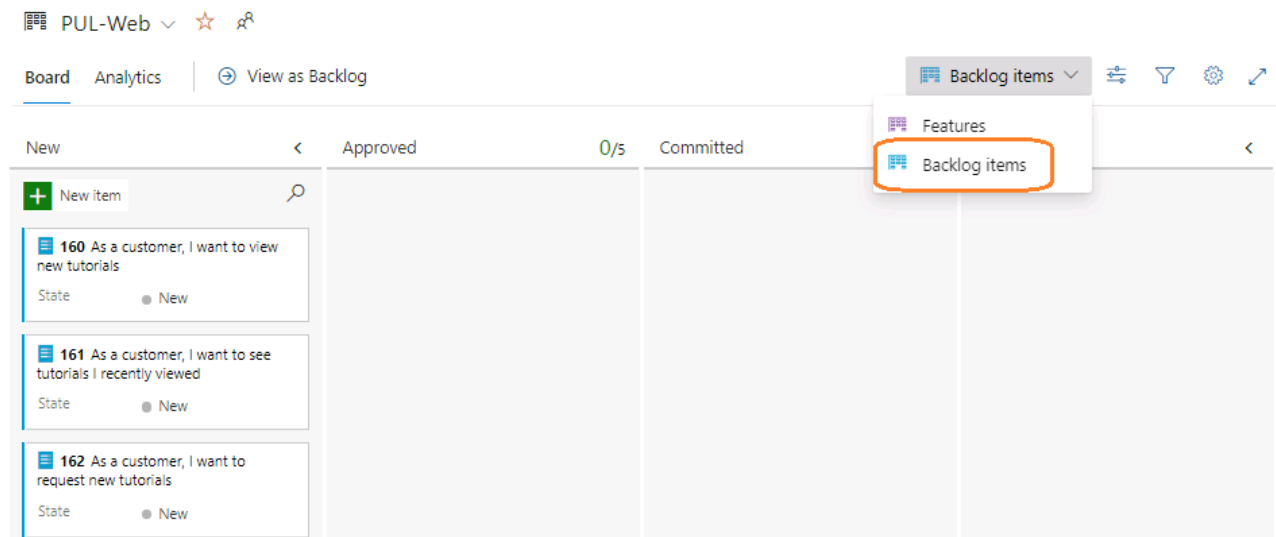 PUL-Web
Board Analytics View as Backlog Backlog items
Features
Backlog items
New Approved 0/5 Committed
New item
160 As a customer, I want to view
new tutorials
State New
161 As a customer, I want to see
tutorials I recently viewed
State New
162 As a customer, I want to
request new tutorials
State New